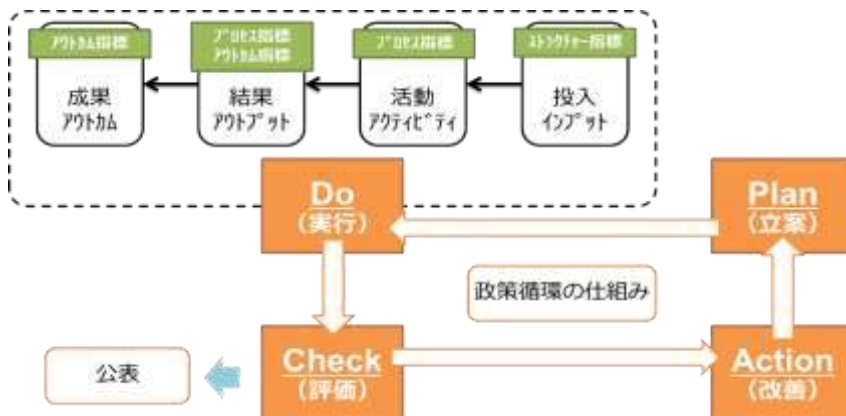 ｱｳﾄｶﾑ指標
ﾌﾟﾛｾｽ指標
ｱｳﾄｶﾑ指標
ﾌﾟﾛｾｽ指標
ｽﾄﾗｸﾁｬｰ指標
成果
ｱｳﾄｶﾑ
結果
ｱｳﾄﾌﾟｯﾄ
活動
ｱｸﾃｨﾋﾞﾃｨ
投入
ｲﾝﾌﾟｯﾄ
Do
(実行)
Plan
(立案)
政策循環の仕組み
公表
Check
(評価)
Action
(改善)